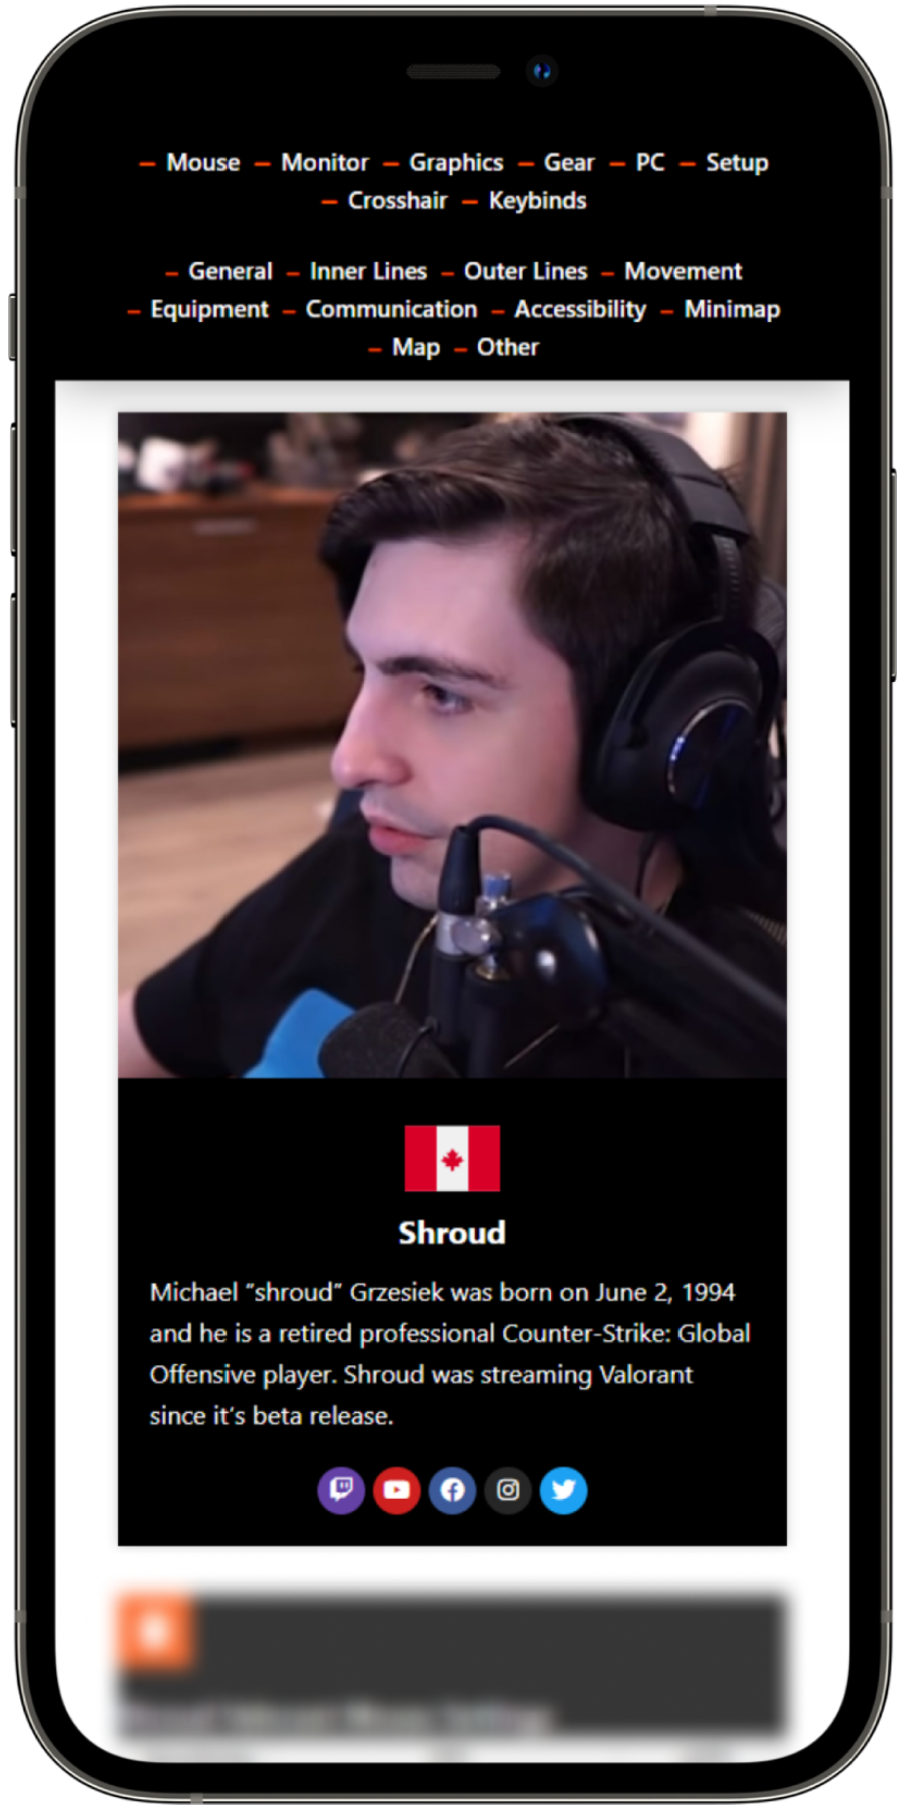 – Mouse – Monitor – Graphics – Gear – PC – Setup
– Crosshair – Keybinds
– General – Inner Lines – Outer Lines – Movement
– Equipment – Communication – Accessibility – Minimap
– Map – Other
Shroud
Michael “shroud” Grzesiek was born on June 2, 1994
and he is a retired professional Counter-Strike: Global
Offensive player. Shroud was streaming Valorant
since it’s beta release.